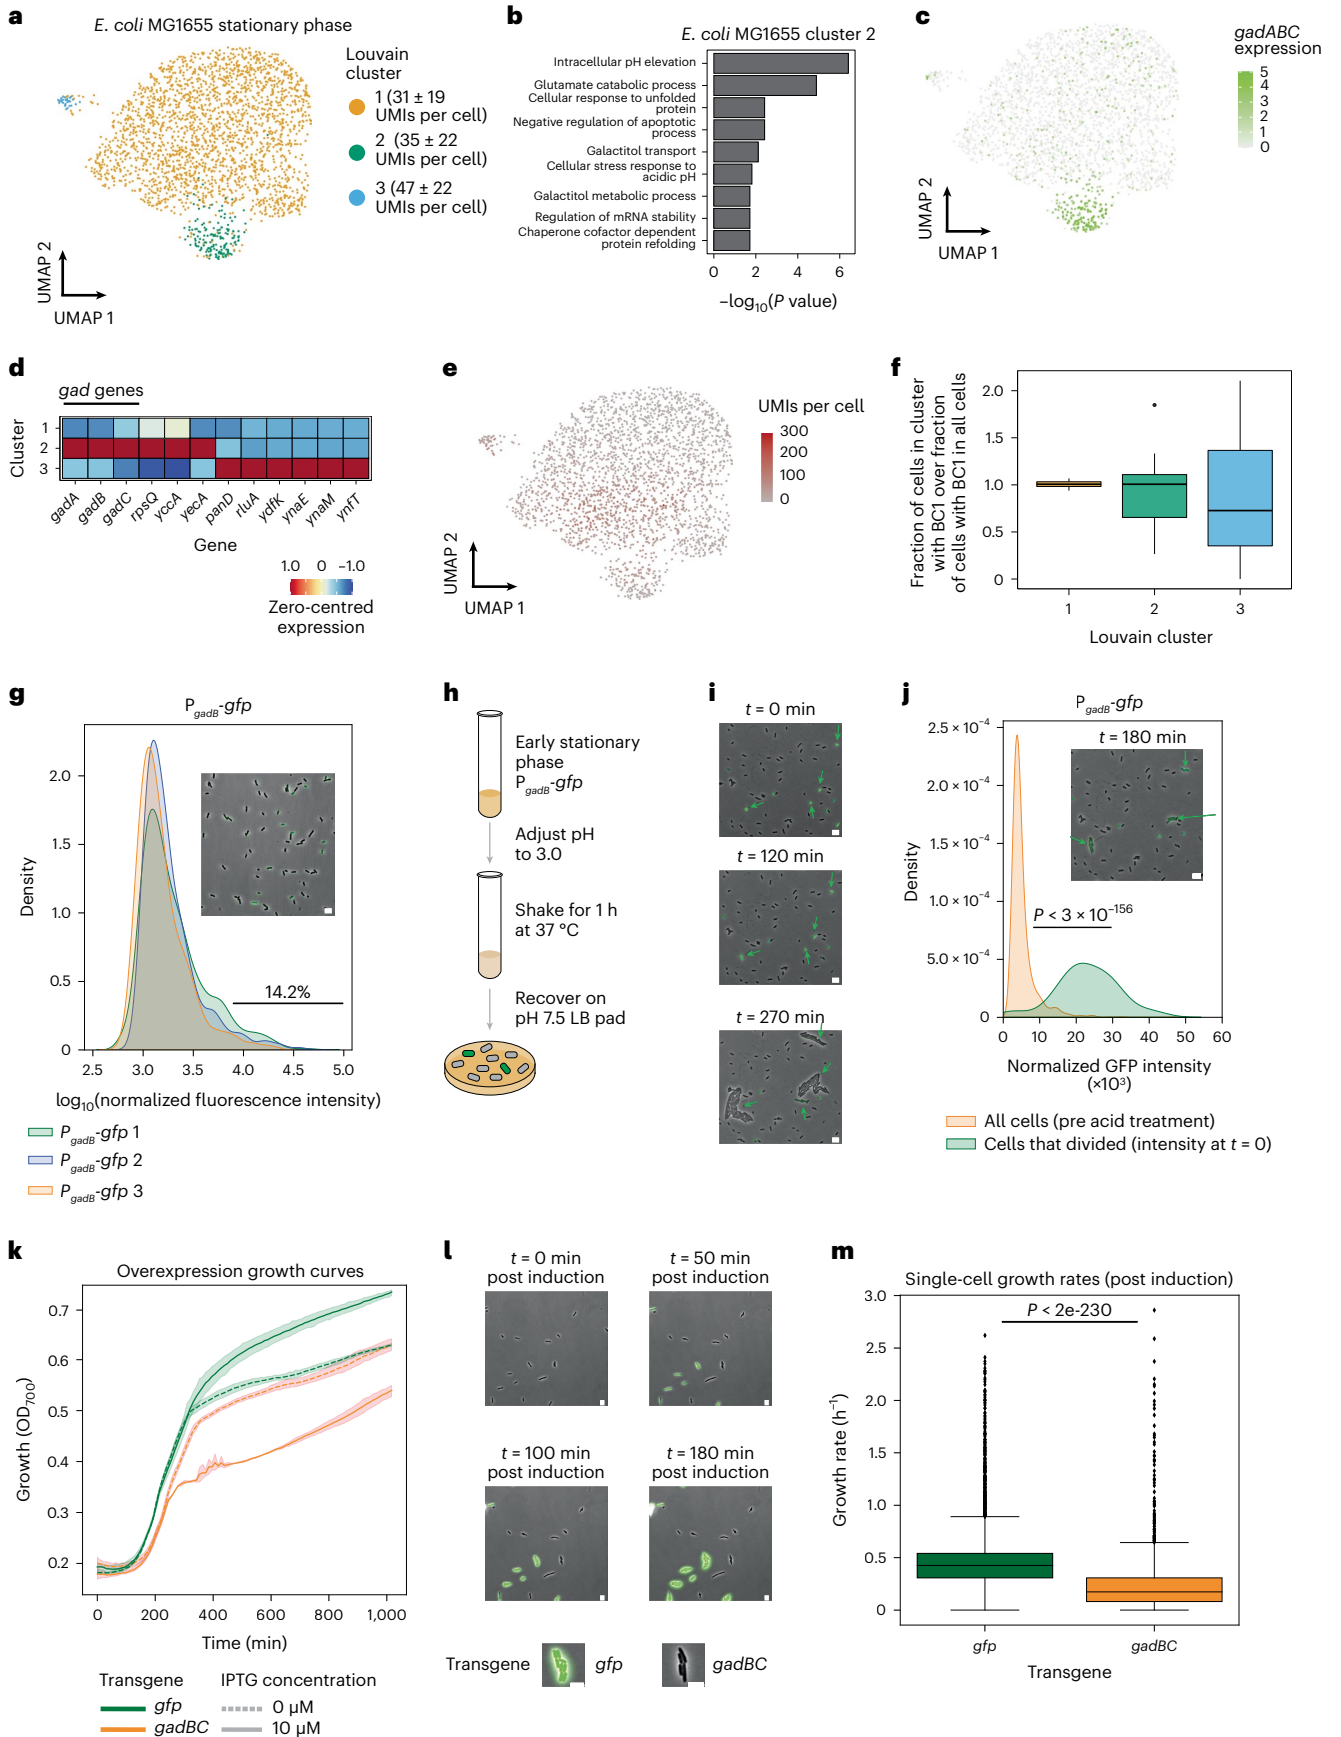 a
E. coli MG1655 stationary phase
Louvain
cluster
1 (31 ± 19
UMIs per cell)
2 (35 ± 22
UMIs per cell)
3 (47 ± 22
UMIs per cell)
UMAP 2
UMAP 1
b
E. coli MG1655 cluster 2
Intracellular pH elevation
Glutamate catabolic process
Cellular response to unfolded
protein
Negative regulation of apoptotic
process
Galactitol transport
Cellular stress response to
acidic pH
Galactitol metabolic process
Regulation of mRNA stability
Chaperone cofactor dependent
protein refolding
0 2 4 6
–log10(P value)
c
gadABC
expression
5
4
3
2
1
0
UMAP 2
UMAP 1
d
gad genes
Cluster
1
2
3
gadA gadB gadC rpsQ yccA yecA panD rluA ydfK ynaE ynaM ynfT
Gene
1.0 0 –1.0
Zero-centred
expression
e
UMIs per cell
300
200
100
0
UMAP 2
UMAP 1
f
Fraction of cells in cluster
with BC1 over fraction
of cells with BC1 in all cells
2.0
1.5
1.0
0.5
0
1 2 3
Louvain cluster
g
PgadB-gfp
Density
2.0
1.5
1.0
0.5
0
14.2%
2.5 3.0 3.5 4.0 4.5 5.0
log10(normalized fluorescence intensity)
PgadB-gfp 1
PgadB-gfp 2
PgadB-gfp 3
h
Early stationary
phase
PgadB-gfp
Adjust pH
to 3.0
Shake for 1 h
at 37 °C
Recover on
pH 7.5 LB pad
i
t = 0 min
t = 120 min
t = 270 min
j
PgadB-gfp
t = 180 min
Density
2.5 × 10–4
2.0 × 10–4
1.5 × 10–4
1.0 × 10–4
5.0 × 10–4
0
P < 3 × 10–156
0 10 20 30 40 50 60
Normalized GFP intensity
(×103)
All cells (pre acid treatment)
Cells that divided (intensity at t = 0)
k
Overexpression growth curves
Growth (OD700)
0.7
0.6
0.5
0.4
0.3
0.2
0 200 400 600 800 1,000
Time (min)
Transgene
gfp
gadBC
IPTG concentration
0 µM
10 µM
l
t = 0 min
post induction
t = 50 min
post induction
t = 100 min
post induction
t = 180 min
post induction
Transgene gfp gadBC
m
Single-cell growth rates (post induction)
P < 2e-230
Growth rate (h–1)
3.0
2.5
2.0
1.5
1.0
0.5
0
gfp gadBC
Transgene